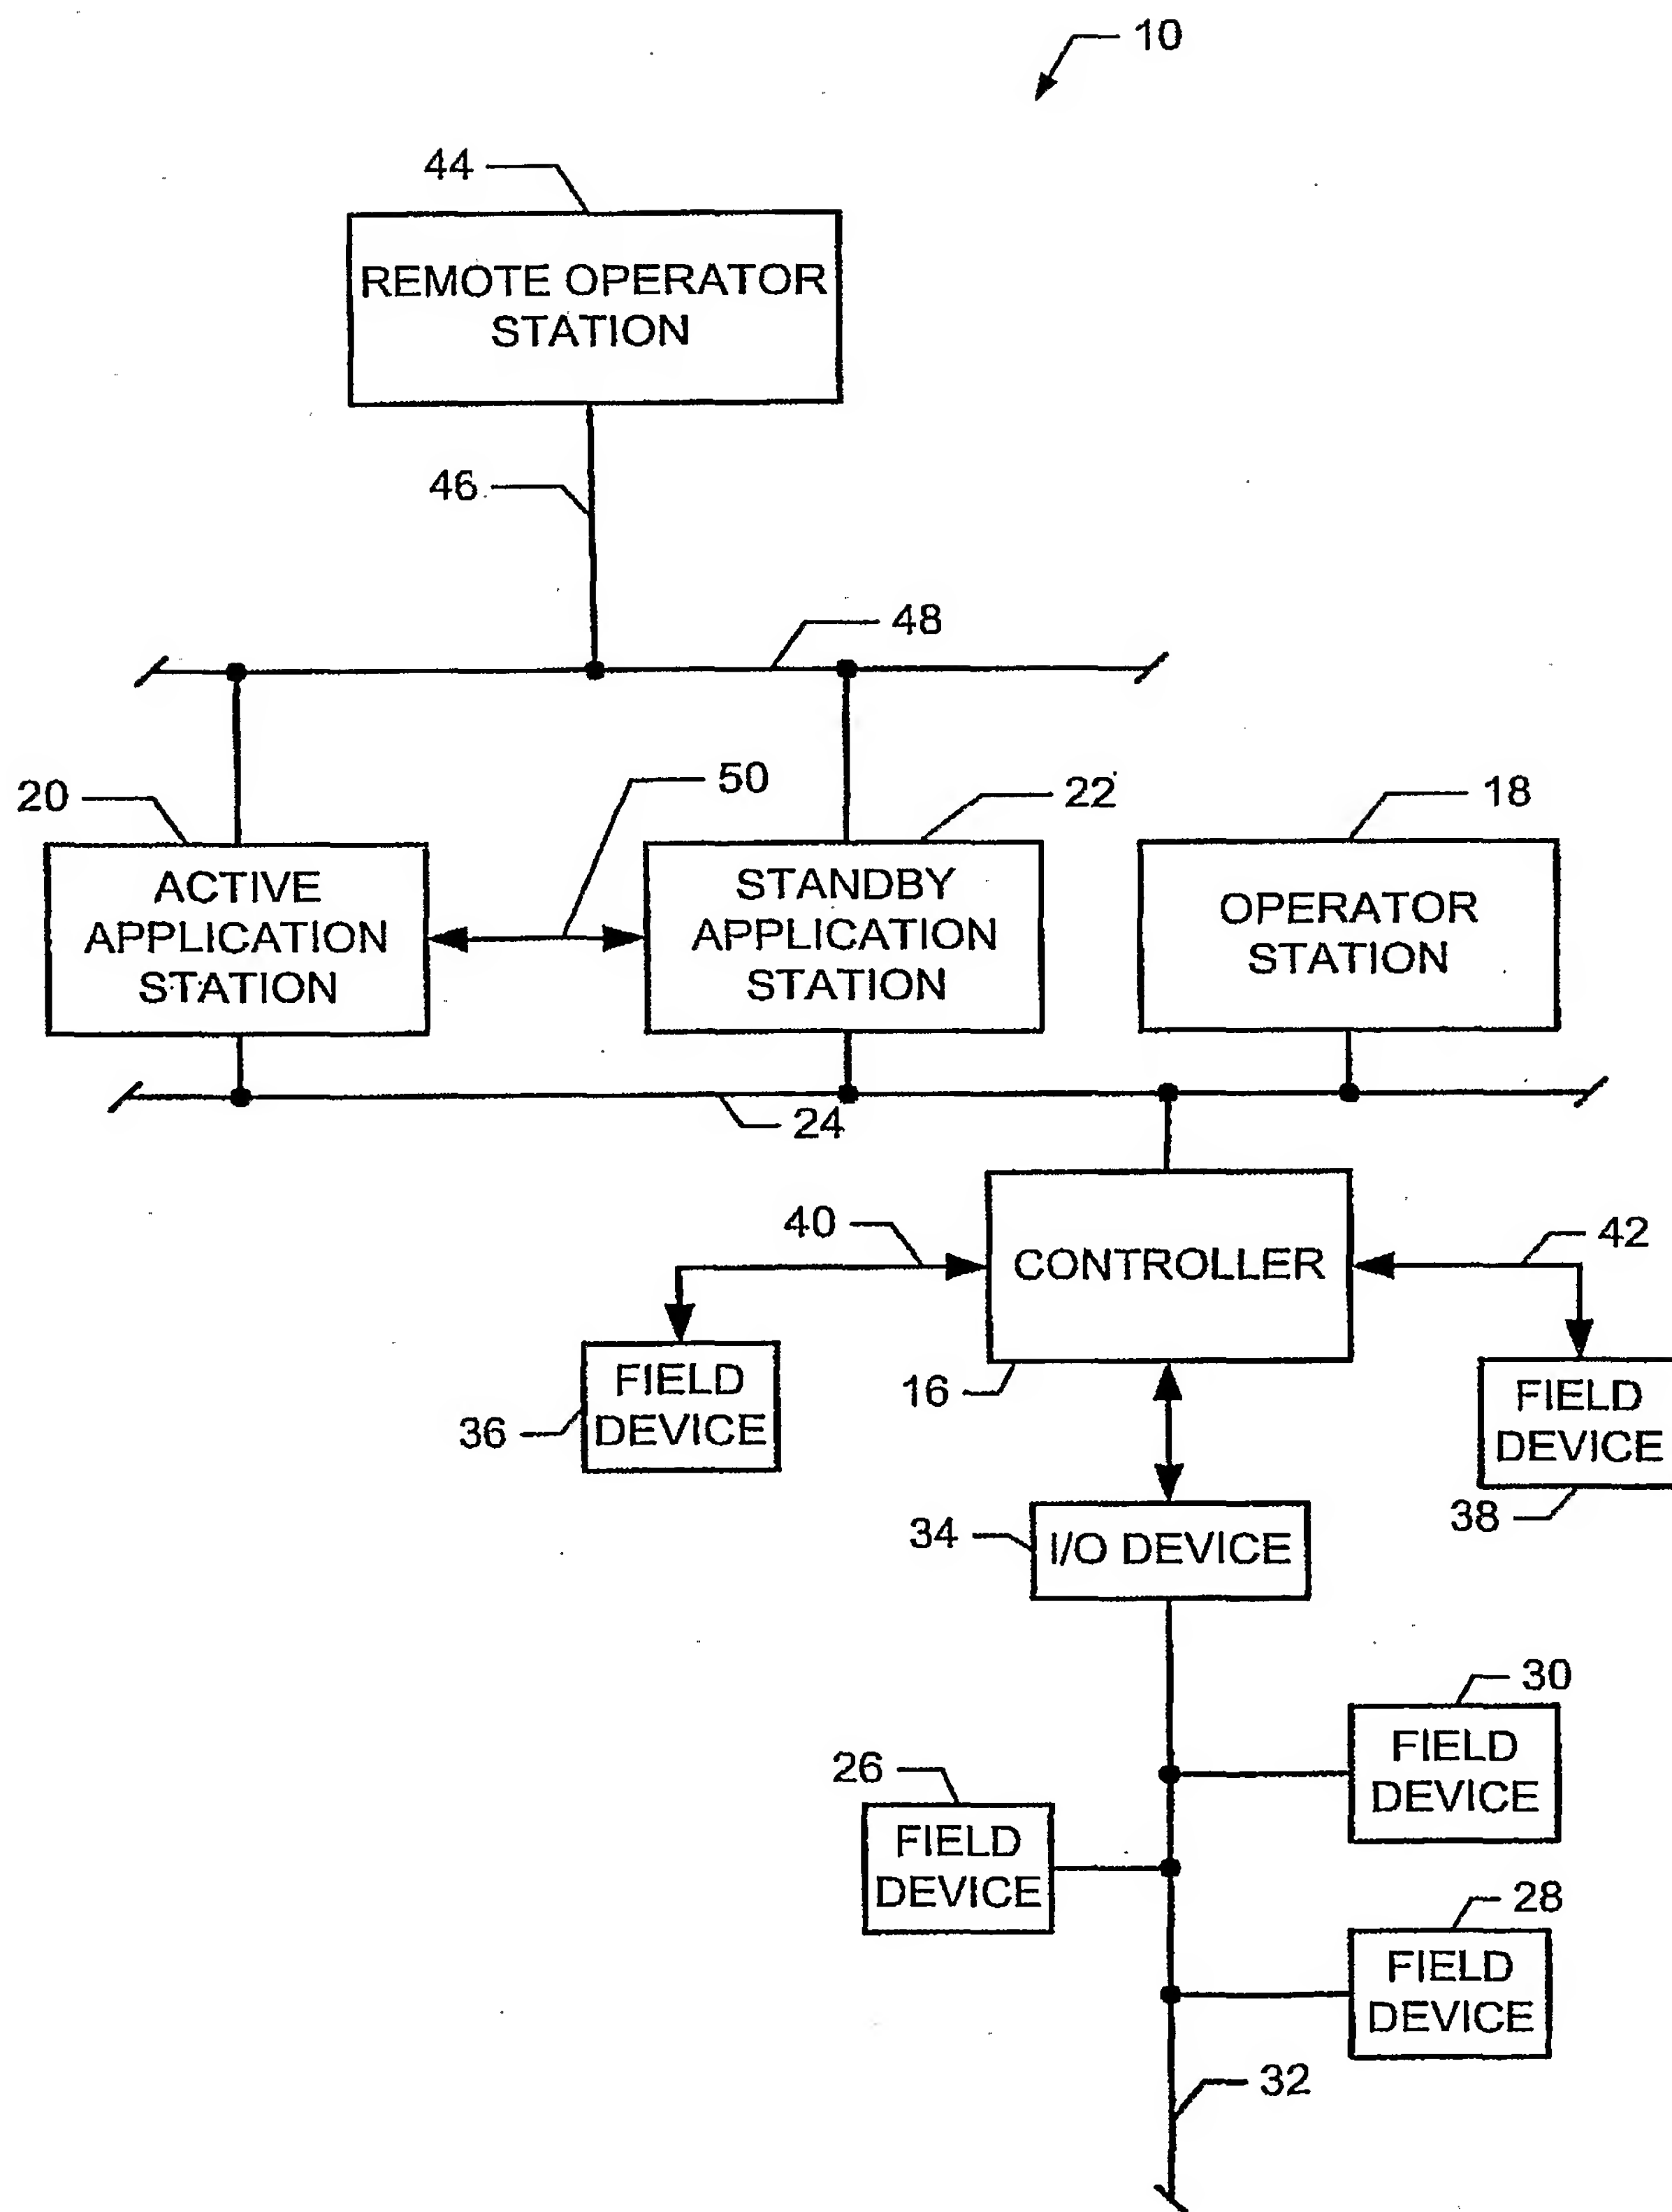 10
44
REMOTE OPERATOR
STATION
46
48
20
50
22
18
ACTIVE
APPLICATION
STATION
STANDBY
APPLICATION
STATION
OPERATOR
STATION
24
40
CONTROLLER
42
16
FIELD
DEVICE
36
FIELD
DEVICE
38
34
I/O DEVICE
30
FIELD
DEVICE
26
FIELD
DEVICE
28
FIELD
DEVICE
32